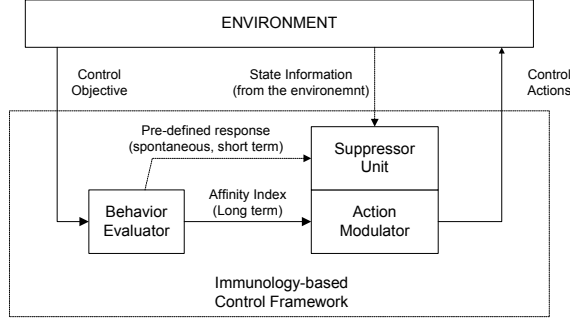 ENVIRONMENT
Control
Objective
State Information
(from the environemnt)
Control
Actions
Pre-defined response
(spontaneous, short term)
Suppressor
Unit
Behavior
Evaluator
Affinity Index
(Long term)
Action
Modulator
Immunology-based
Control Framework